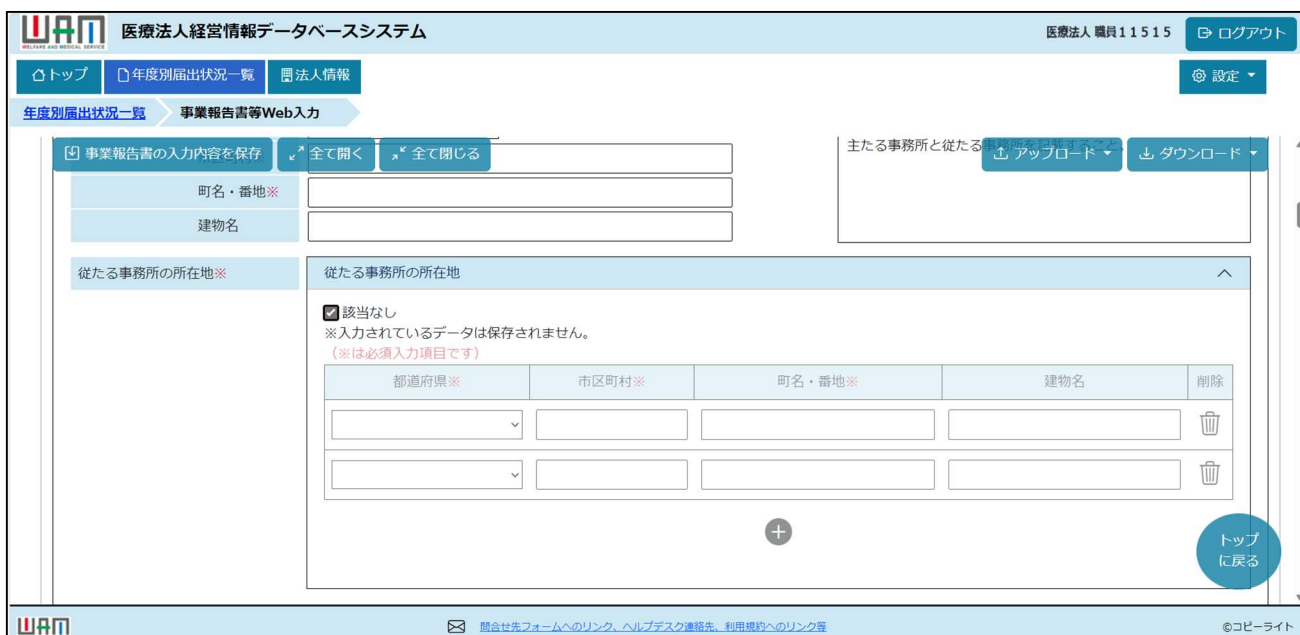 WAM 医療法人経営情報データベースシステム 医療法人 職員11515 ログアウト
WELFARE AND MEDICAL SERVICE
トップ 年度別届出状況一覧 法人情報 設定
年度別届出状況一覧 事業報告書等Web入力
事業報告書の入力内容を保存 全て開く 全て閉じる 主たる事務所と従たる事務所を記載すること。 アップロード ダウンロード
町名・番地※
建物名
従たる事務所の所在地※ 従たる事務所の所在地
該当なし
※入力されているデータは保存されません。
(※は必須入力項目です)
都道府県※ 市区町村※ 町名・番地※ 建物名 削除
トップ
に戻る
WAM 問合せ先フォームへのリンク、ヘルプデスク連絡先、利用規約へのリンク等 ©コピーライト